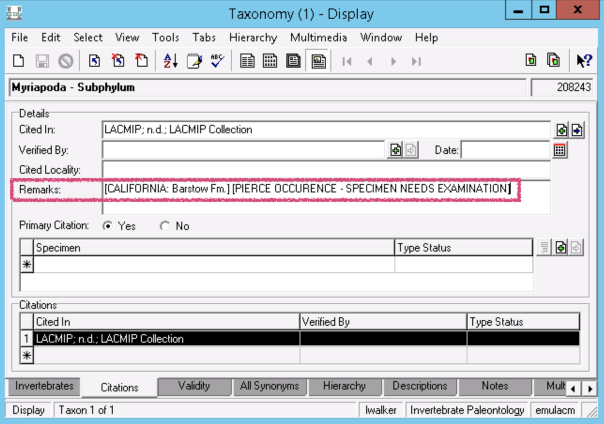 Taxonomy (1) - Display
File Edit Select View Tools Tabs Hierarchy Multimedia Window Help
Myriapoda - Subphylum 208243
Details
Cited In: LACMIP; n.d.; LACMIP Collection
Verified By: Date:
Cited Locality:
Remarks: [CALIFORNIA: Barstow Fm.] [PIERCE OCCURENCE - SPECIMEN NEEDS EXAMINATION]
Primary Citation: Yes No
Specimen Type Status
Citations
Cited In Verified By Type Status
1 LACMIP; n.d.; LACMIP Collection
Invertebrates Citations Validity All Synonyms Hierarchy Descriptions Notes Mult
Display Taxon 1 of 1 lwalker Invertebrate Paleontology emulacm